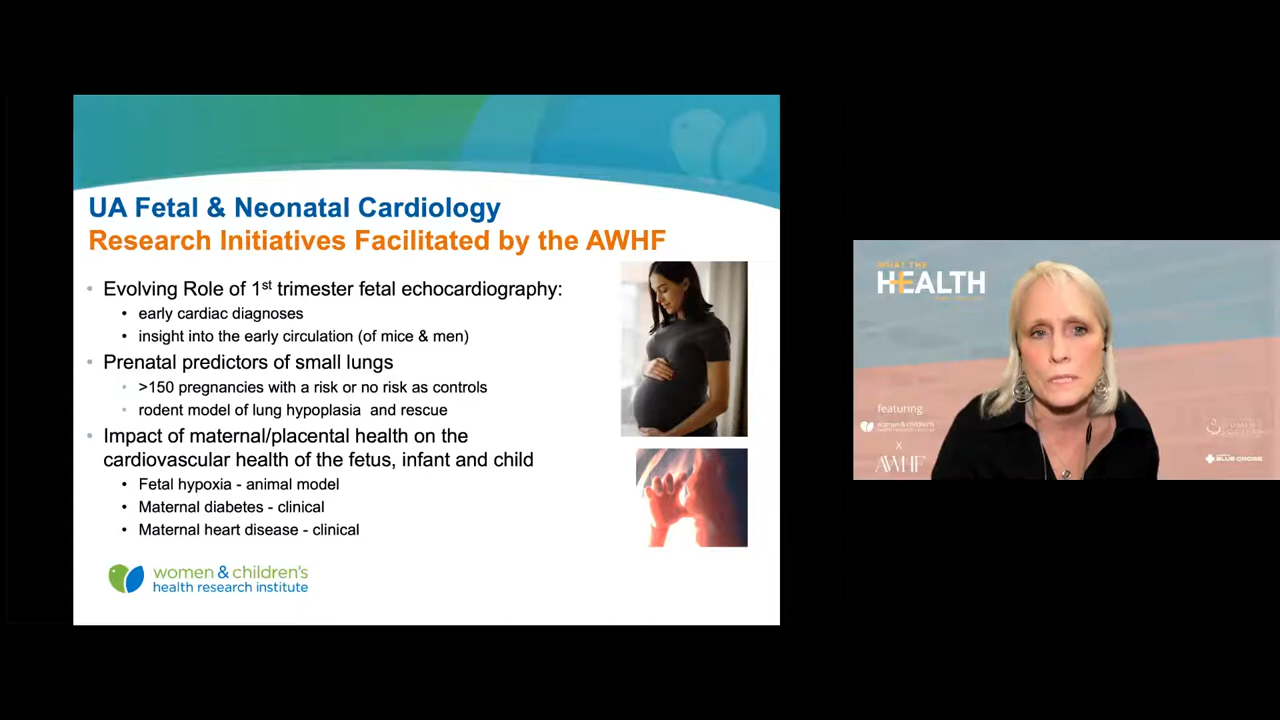 UA Fetal & Neonatal Cardiology
Research Initiatives Facilitated by the AWHF
• Evolving Role of 1st trimester fetal echocardiography:
• early cardiac diagnoses
• insight into the early circulation (of mice & men)
• Prenatal predictors of small lungs
• >150 pregnancies with a risk or no risk as controls
• rodent model of lung hypoplasia and rescue
• Impact of maternal/placental health on the
cardiovascular health of the fetus, infant and child
• Fetal hypoxia - animal model
• Maternal diabetes - clinical
• Maternal heart disease - clinical
women & children's
health research institute
WHAT THE
HEALTH
featuring
women & children's
health research institute
X
AWHF
BLUE CROSS